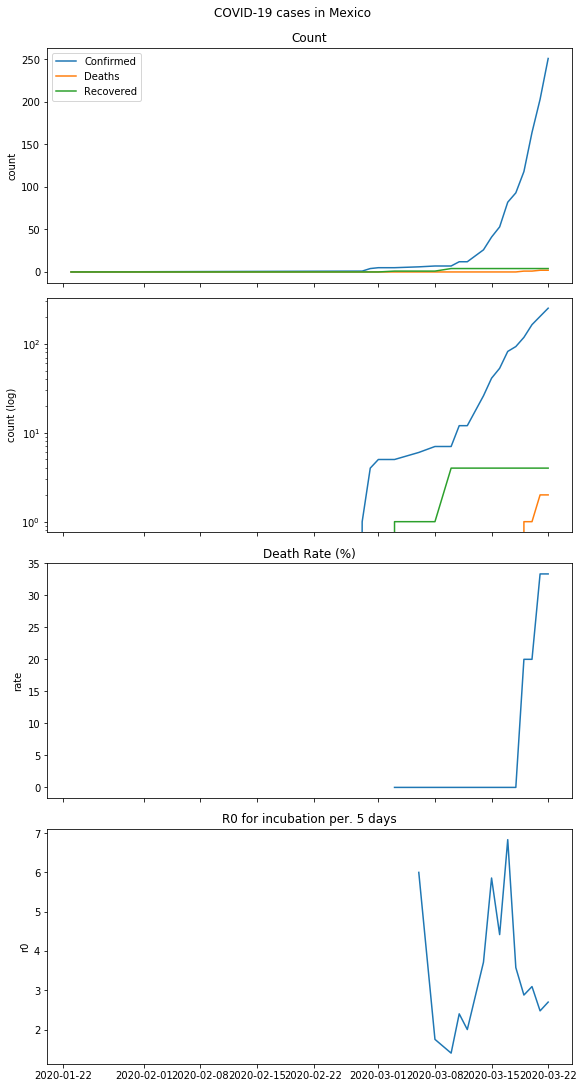 COVID-19 cases in Mexico
Count
Confirmed
Deaths
Recovered
250
200
150
100
50
0
count
10²
10¹
10⁰
count (log)
Death Rate (%)
35
30
25
20
15
10
5
0
rate
R0 for incubation per. 5 days
7
6
5
4
3
2
r0
2020-01-22 2020-02-01 2020-02-08 2020-02-15 2020-02-22 2020-03-01 2020-03-08 2020-03-15 2020-03-22